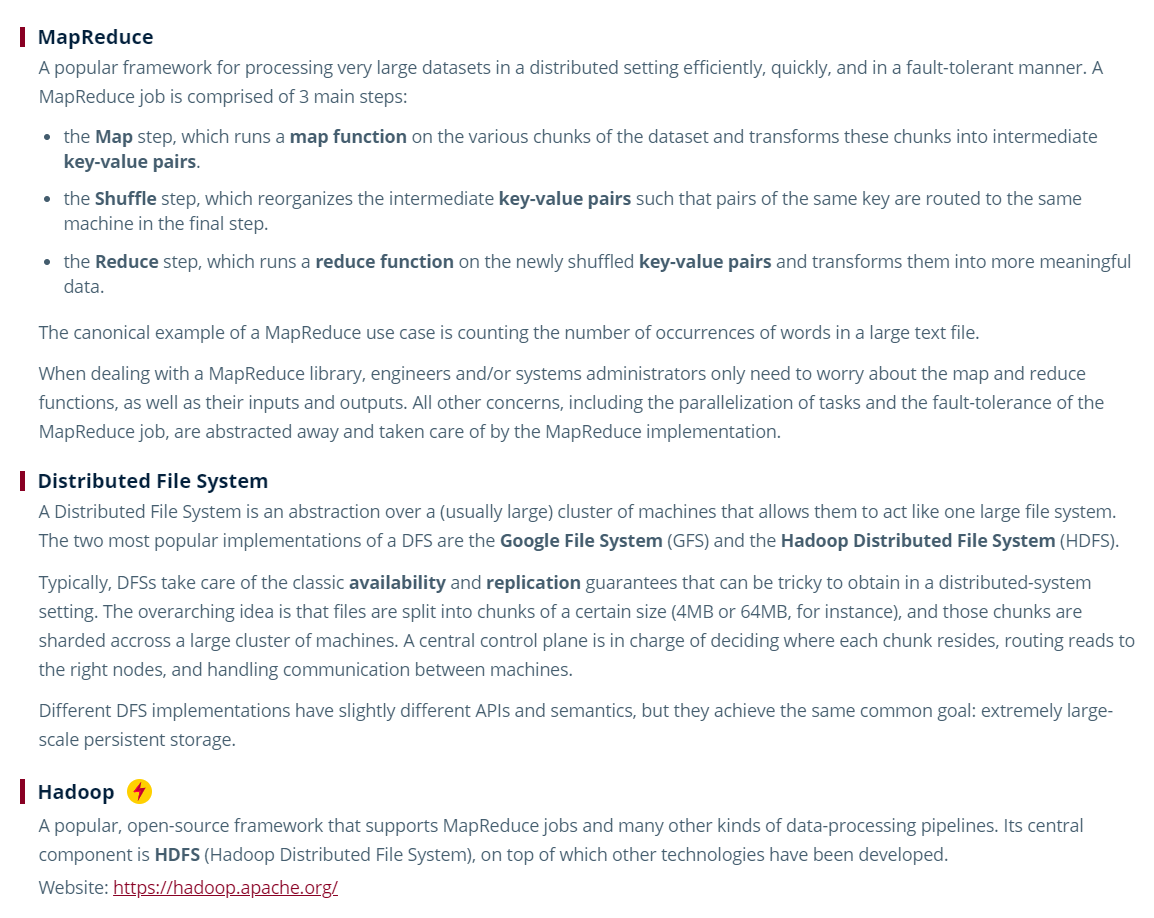 MapReduce
A popular framework for processing very large datasets in a distributed setting efficiently, quickly, and in a fault-tolerant manner. A
MapReduce job is comprised of 3 main steps:
• the Map step, which runs a map function on the various chunks of the dataset and transforms these chunks into intermediate
key-value pairs.
• the Shuffle step, which reorganizes the intermediate key-value pairs such that pairs of the same key are routed to the same
machine in the final step.
• the Reduce step, which runs a reduce function on the newly shuffled key-value pairs and transforms them into more meaningful
data.
The canonical example of a MapReduce use case is counting the number of occurrences of words in a large text file.
When dealing with a MapReduce library, engineers and/or systems administrators only need to worry about the map and reduce
functions, as well as their inputs and outputs. All other concerns, including the parallelization of tasks and the fault-tolerance of the
MapReduce job, are abstracted away and taken care of by the MapReduce implementation.
Distributed File System
A Distributed File System is an abstraction over a (usually large) cluster of machines that allows them to act like one large file system.
The two most popular implementations of a DFS are the Google File System (GFS) and the Hadoop Distributed File System (HDFS).
Typically, DFSs take care of the classic availability and replication guarantees that can be tricky to obtain in a distributed-system
setting. The overarching idea is that files are split into chunks of a certain size (4MB or 64MB, for instance), and those chunks are
sharded accross a large cluster of machines. A central control plane is in charge of deciding where each chunk resides, routing reads to
the right nodes, and handling communication between machines.
Different DFS implementations have slightly different APIs and semantics, but they achieve the same common goal: extremely large-
scale persistent storage.
Hadoop
A popular, open-source framework that supports MapReduce jobs and many other kinds of data-processing pipelines. Its central
component is HDFS (Hadoop Distributed File System), on top of which other technologies have been developed.
Website: https://hadoop.apache.org/